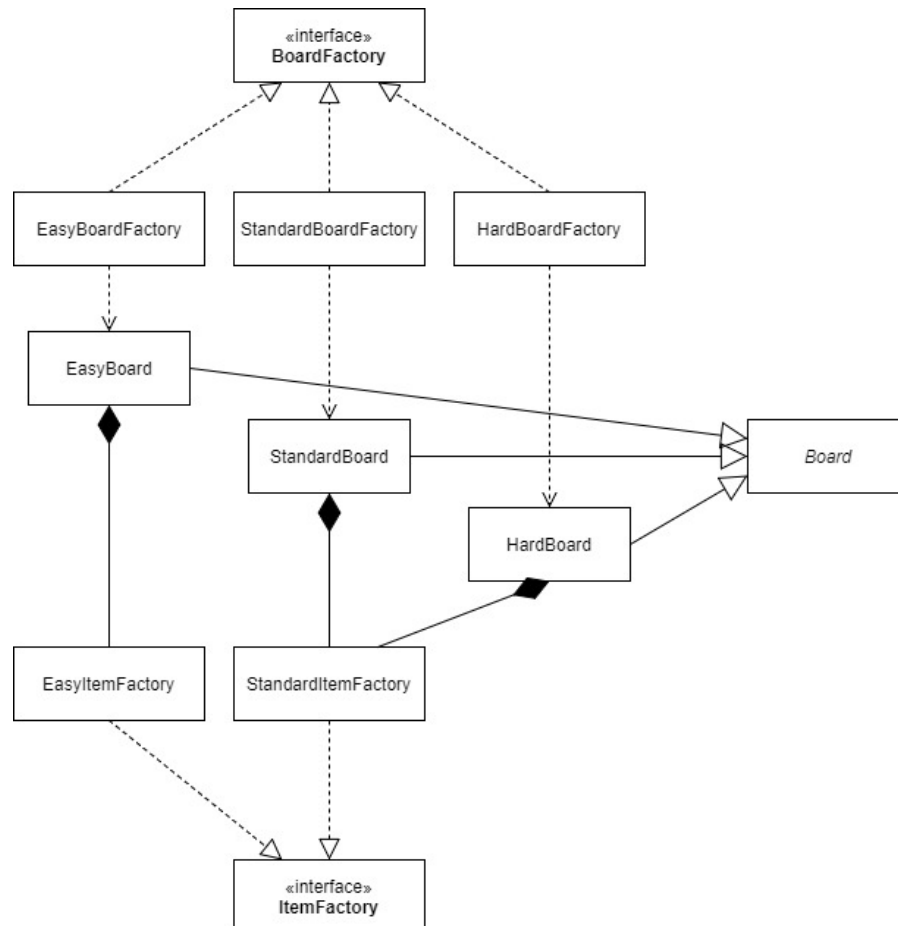 «interface»
BoardFactory
EasyBoardFactory
StandardBoardFactory
HardBoardFactory
EasyBoard
StandardBoard
Board
HardBoard
EasyItemFactory
StandardItemFactory
«interface»
ItemFactory